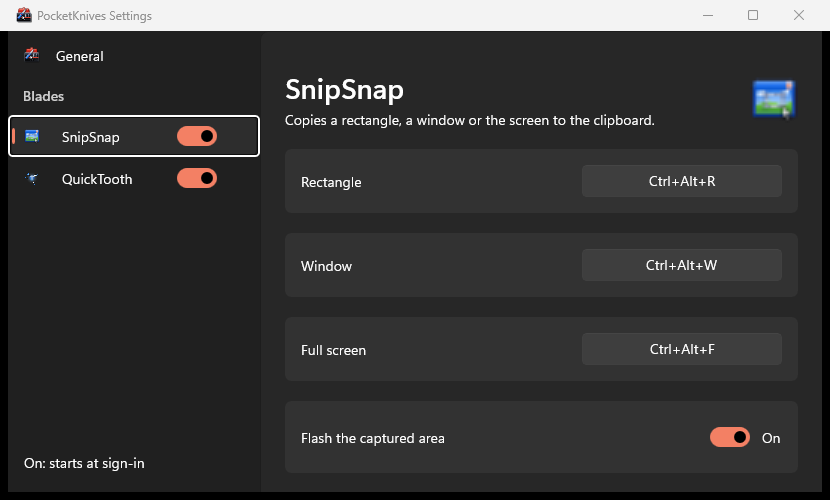 PocketKnives Settings
General
Blades
SnipSnap
QuickTooth
On: starts at sign-in
SnipSnap
Copies a rectangle, a window or the screen to the clipboard.
Rectangle
Ctrl+Alt+R
Window
Ctrl+Alt+W
Full screen
Ctrl+Alt+F
Flash the captured area
On